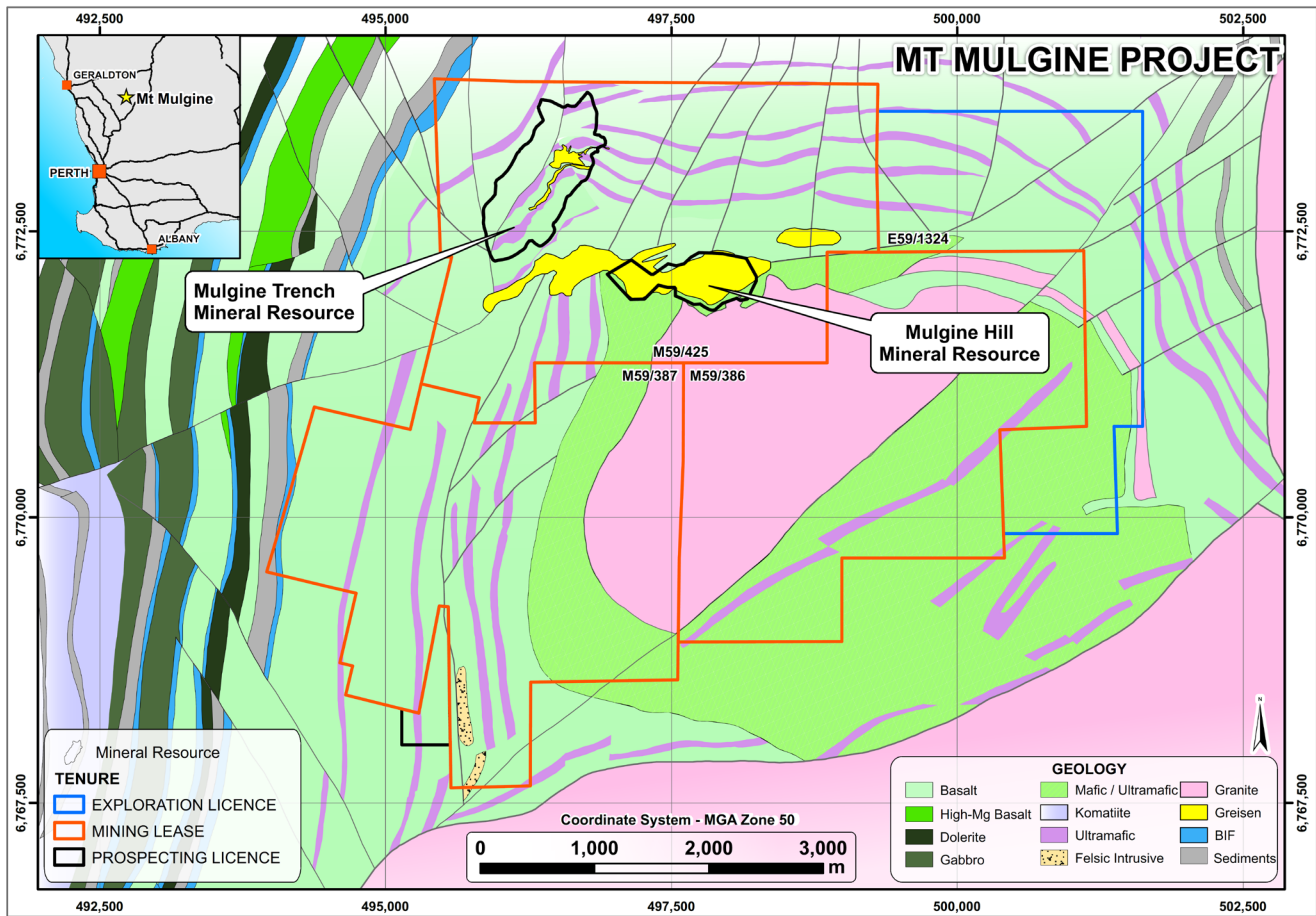 492,500
495,000
497,500
500,000
502,500
MT MULGINE PROJECT
GERALDTON
Mt Mulgine
PERTH
ALBANY
6,772,500
6,772,500
E59/1324
Mulgine Trench
Mineral Resource
Mulgine Hill
Mineral Resource
M59/425
M59/387
M59/386
6,770,000
6,770,000
N
Mineral Resource
TENURE
EXPLORATION LICENCE
MINING LEASE
PROSPECTING LICENCE
Coordinate System - MGA Zone 50
0
1,000
2,000
3,000
m
GEOLOGY
Basalt
High-Mg Basalt
Dolerite
Gabbro
Mafic / Ultramafic
Komatiite
Ultramafic
Felsic Intrusive
Granite
Greisen
BIF
Sediments
6,767,500
6,767,500
492,500
495,000
497,500
500,000
502,500